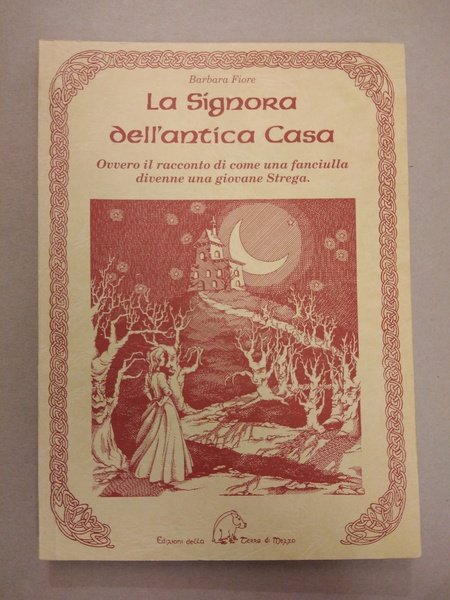 Barbara Fiore
La Signora
dell'antica Casa
Ovvero il racconto di come una fanciulla
divenne una giovane Strega.
Edizioni della Terra di Mezzo